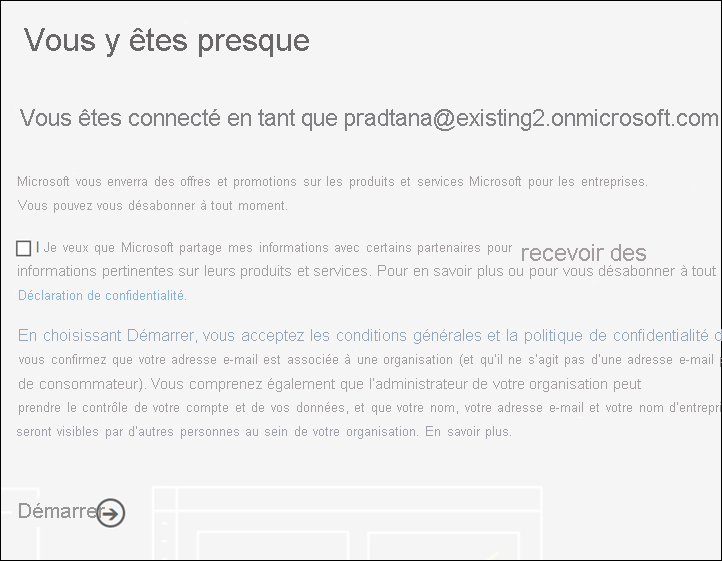 Vous y êtes presque
Vous êtes connecté en tant que pradtana@existing2.onmicrosoft.com
Microsoft vous enverra des offres et promotions sur les produits et services Microsoft pour les entreprises.
Vous pouvez vous désabonner à tout moment.
I Je veux que Microsoft partage mes informations avec certains partenaires pour recevoir des
informations pertinentes sur leurs produits et services. Pour en savoir plus ou pour vous désabonner à tout
Déclaration de confidentialité.
En choisissant Démarrer, vous acceptez les conditions générales et la politique de confidentialité
vous confirmez que votre adresse e-mail est associée à une organisation (et qu'il ne s'agit pas d'une adresse e-mail
de consommateur). Vous comprenez également que l'administrateur de votre organisation peut
prendre le contrôle de votre compte et de vos données, et que votre nom, votre adresse e-mail et votre nom d'entrepri
seront visibles par d'autres personnes au sein de votre organisation. En savoir plus.
Démarrer